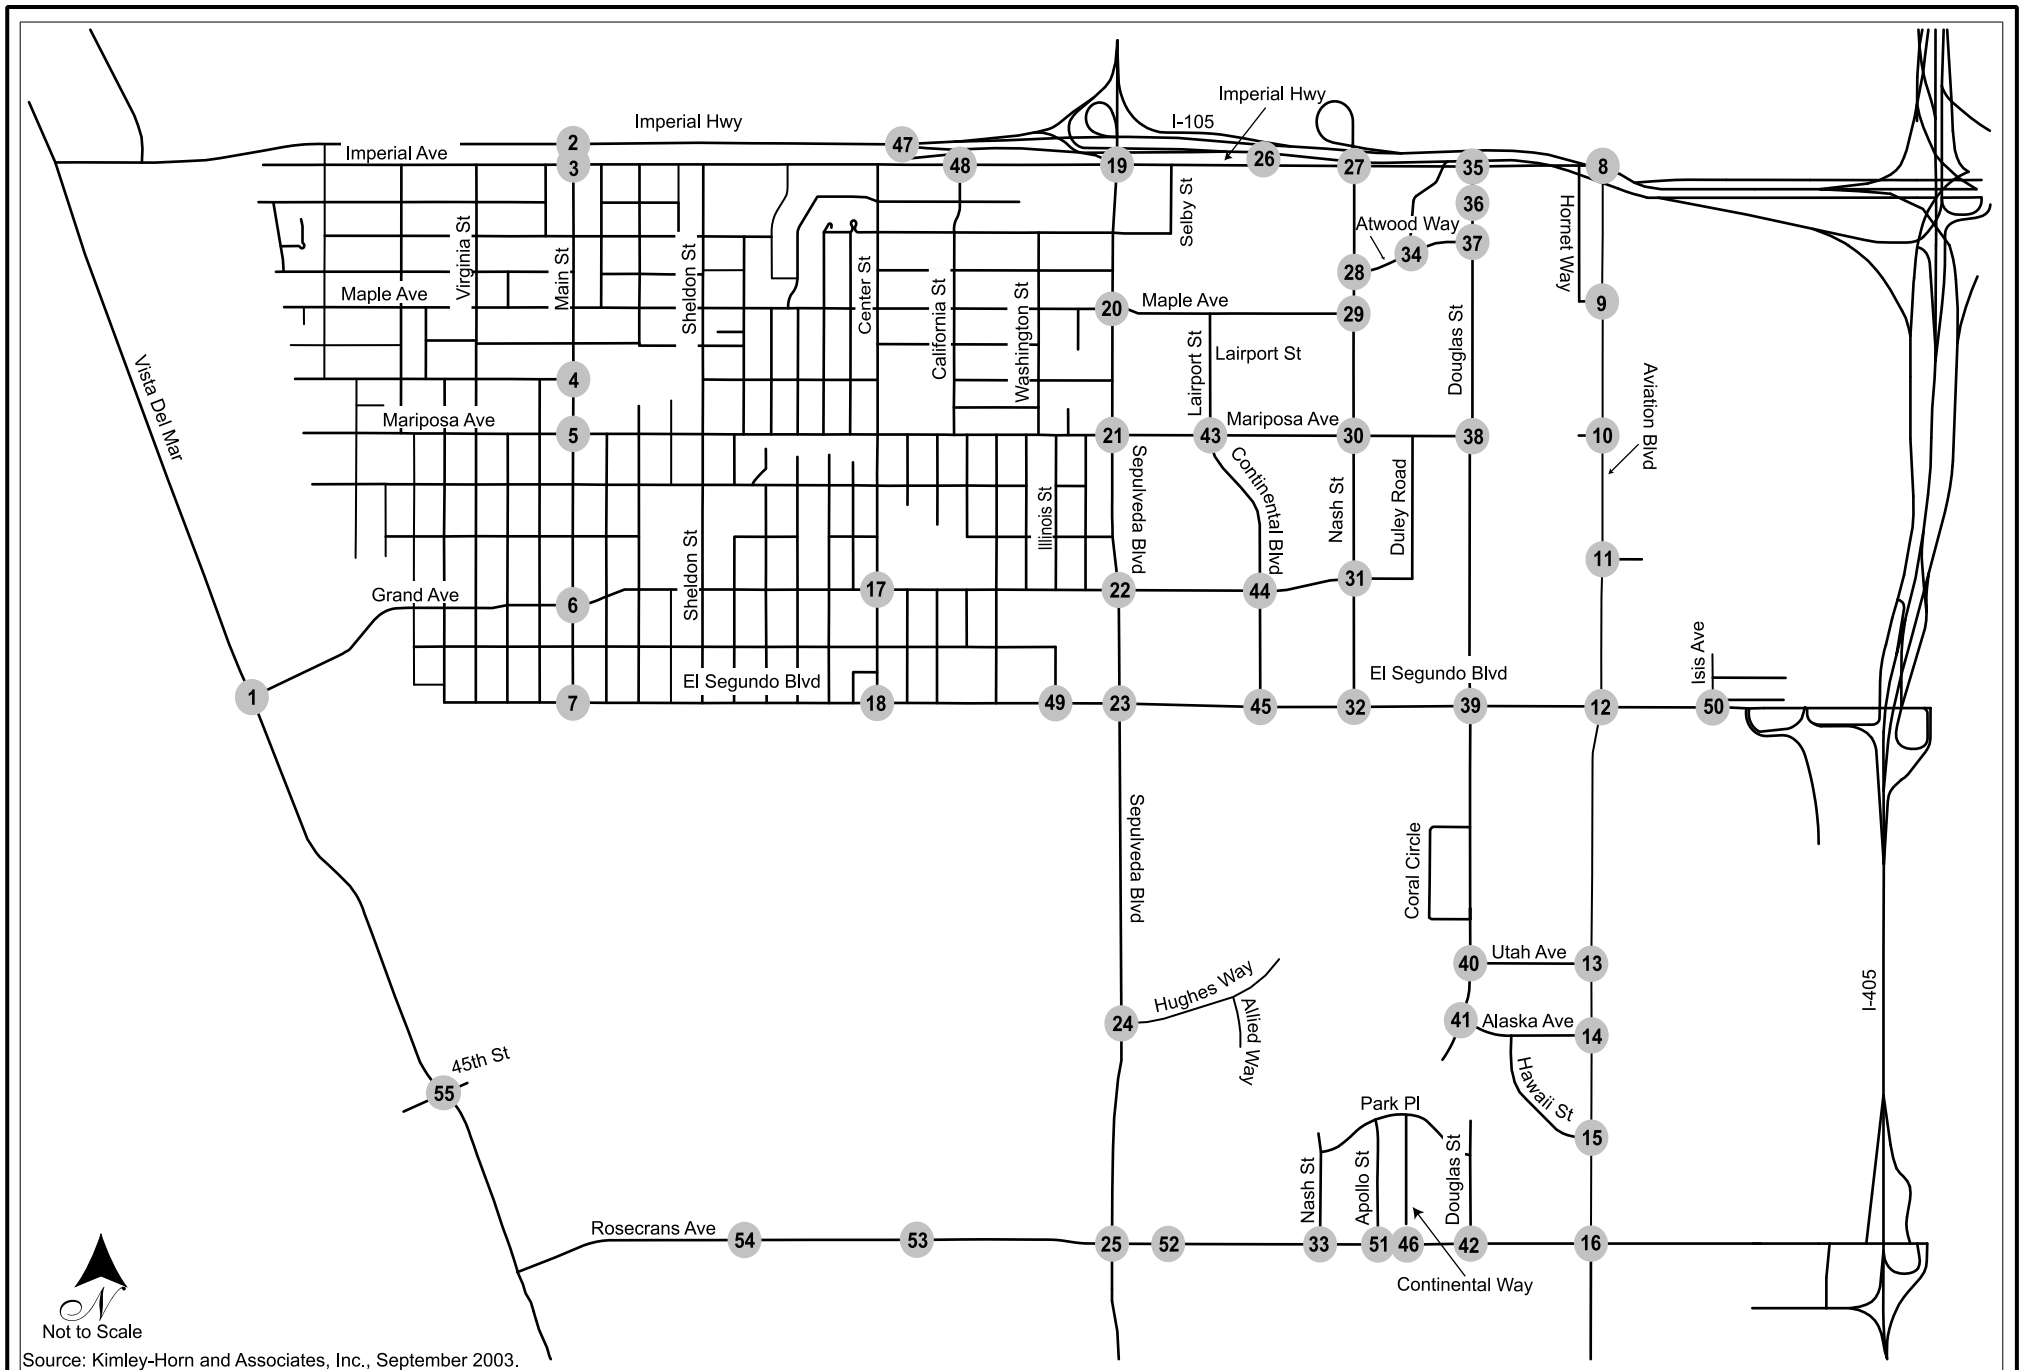 Imperial Hwy
I-105
Imperial Hwy
2
47
Imperial Ave
3
48
19
26
27
35
8
Selby St
Hornet Way
36
Atwood Way
34
37
Virginia St
Main St
Sheldon St
Center St
California St
Washington St
28
Maple Ave
20
Maple Ave
29
9
Lairport St
Lairport St
Douglas St
Vista Del Mar
4
Aviation Blvd
Mariposa Ave
5
21
43
Mariposa Ave
30
38
10
Sepulveda Blvd
Continental Blvd
Nash St
Duley Road
Illinois St
Sheldon St
11
Grand Ave
6
17
22
44
31
Isis Ave
1
El Segundo Blvd
El Segundo Blvd
7
18
49
23
45
32
39
12
50
Sepulveda Blvd
Coral Circle
40
Utah Ave
13
I-405
24
Hughes Way
Allied Way
41
Alaska Ave
14
Hawaii St
45th St
55
Park Pl
15
Nash St
Apollo St
Douglas St
Rosecrans Ave
54
53
25
52
33
51
46
42
16
Continental Way
N
Not to Scale
Source: Kimley-Horn and Associates, Inc., September 2003.